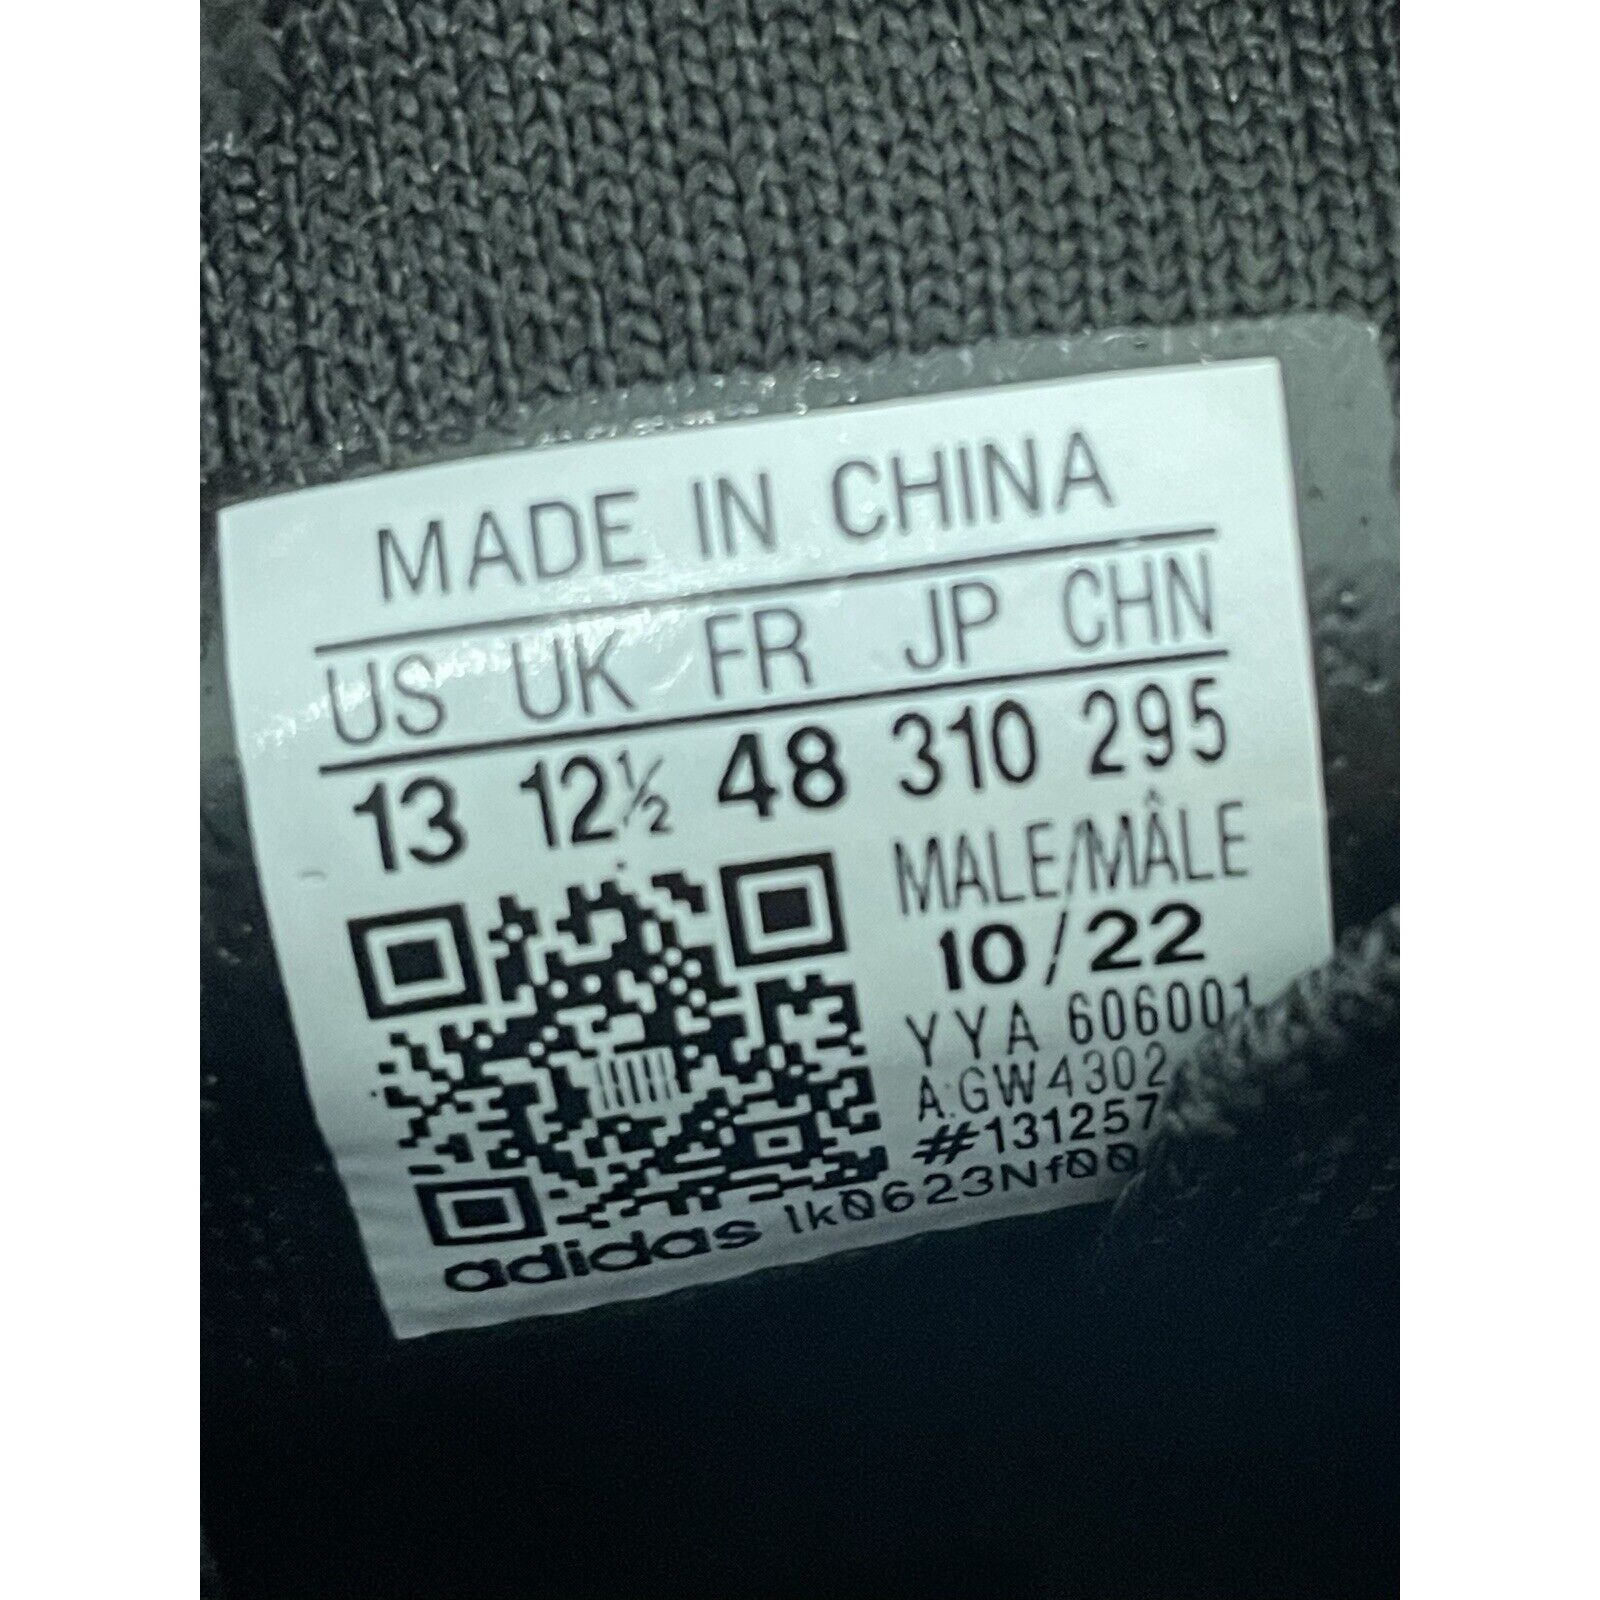 MADE IN CHINA
US UK FR JP CHN
13 12½ 48 310 295
MALE/MÂLE
10/22
YYA 606001
A:GW4302
#131257
adidas 1k0623Nf00